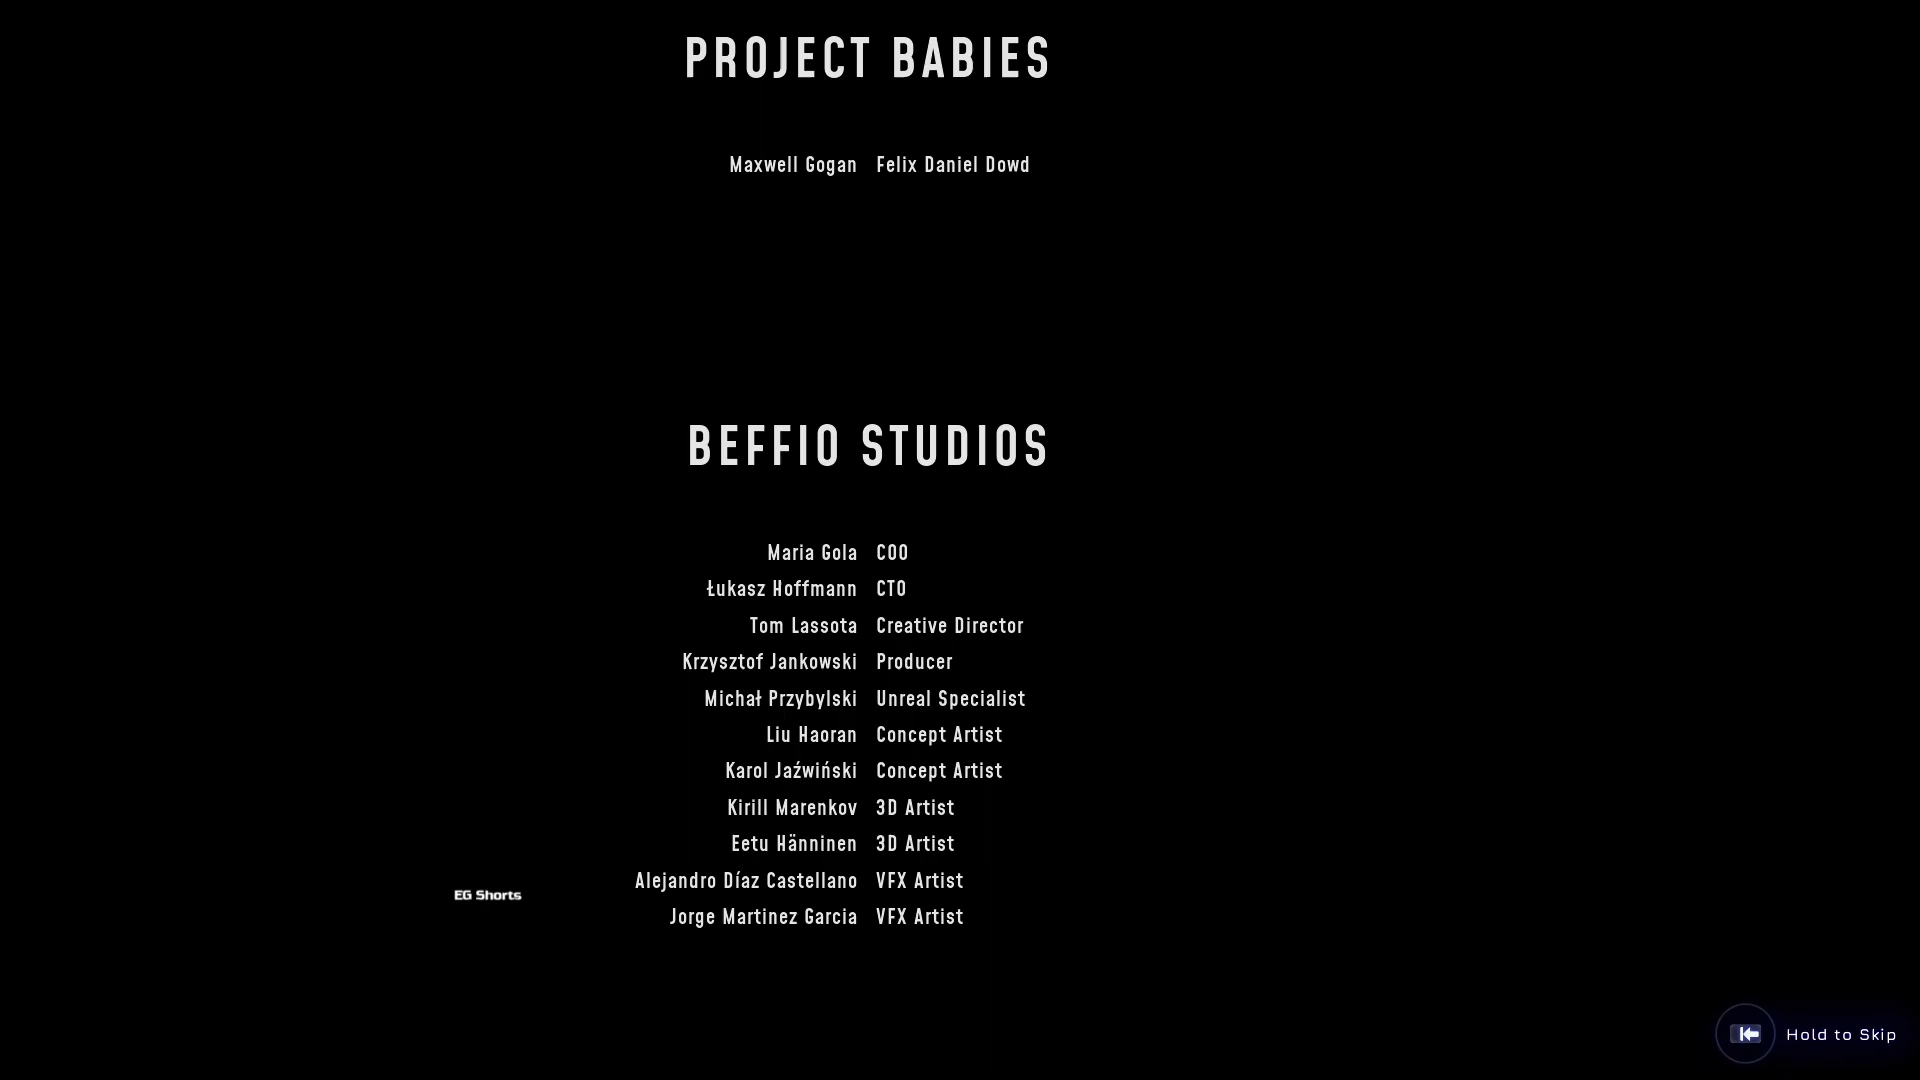 PROJECT BABIES
Maxwell Gogan Felix Daniel Dowd
BEFFIO STUDIOS
Maria Gola COO
Łukasz Hoffmann CTO
Tom Lassota Creative Director
Krzysztof Jankowski Producer
Michał Przybylski Unreal Specialist
Liu Haoran Concept Artist
Karol Jaźwiński Concept Artist
Kirill Marenkov 3D Artist
Eetu Hänninen 3D Artist
Alejandro Díaz Castellano VFX Artist
EG Shorts
Jorge Martinez Garcia VFX Artist
Hold to Skip